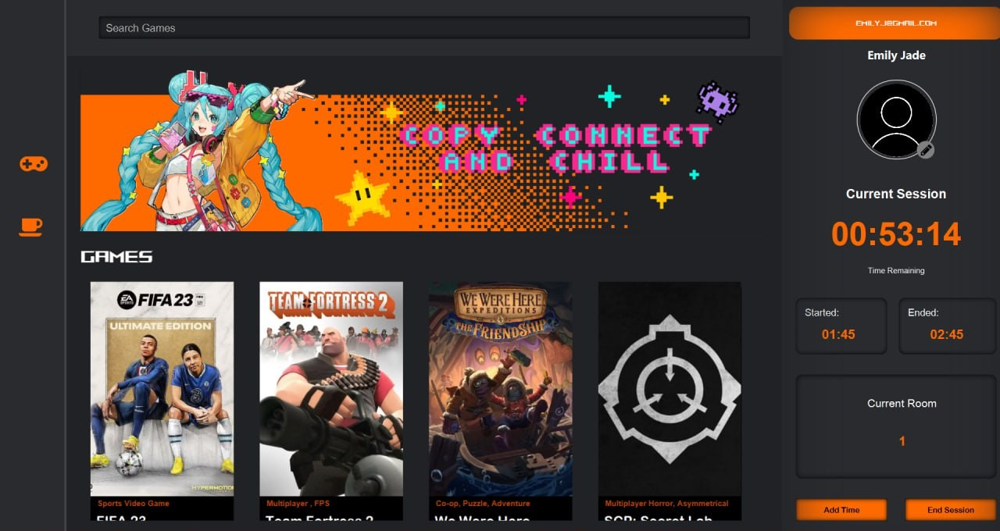 Search Games
EMILY.J@GMAIL.COM
Emily Jade
COPY CONNECT
AND CHILL
Current Session
00:53:14
Time Remaining
Started:
01:45
Ended:
02:45
Current Room
1
Add Time
End Session
GAMES
EA SPORTS FIFA 23
ULTIMATE EDITION
HYPERMOTION
Sports Video Game
FIFA 23
TEAM FORTRESS 2
Multiplayer , FPS
Team Fortress 2
WE WERE HERE
EXPEDITIONS
THE FRIENDSHIP
Co-op, Puzzle, Adventure
We Were Here
Multiplayer Horror, Asymmetrical
SCP: Secret Lab